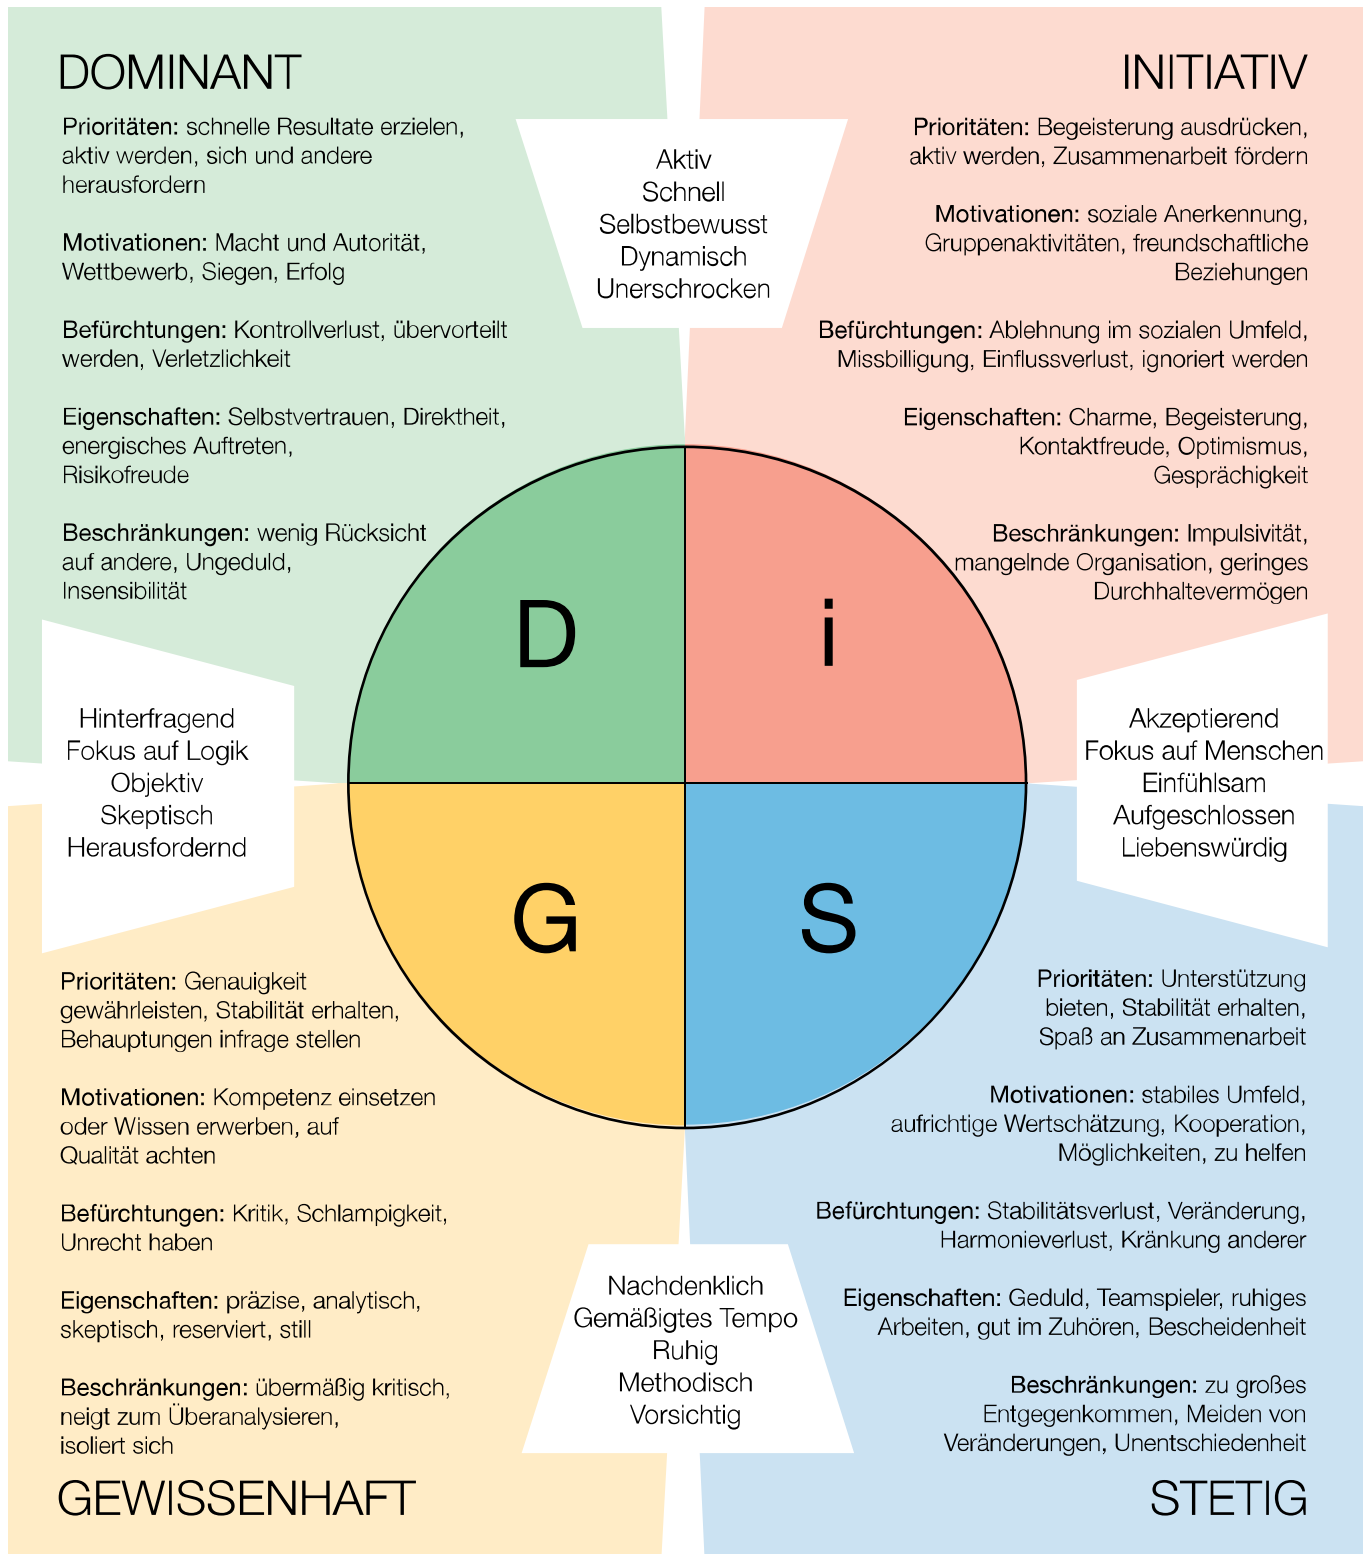 DOMINANT
Prioritäten: schnelle Resultate erzielen,
aktiv werden, sich und andere
herausfordern
Motivationen: Macht und Autorität,
Wettbewerb, Siegen, Erfolg
Befürchtungen: Kontrollverlust, übervorteilt
werden, Verletzlichkeit
Eigenschaften: Selbstvertrauen, Direktheit,
energisches Auftreten,
Risikofreude
Beschränkungen: wenig Rücksicht
auf andere, Ungeduld,
Insensibilität
Aktiv
Schnell
Selbstbewusst
Dynamisch
Unerschrocken
INITIATIV
Prioritäten: Begeisterung ausdrücken,
aktiv werden, Zusammenarbeit fördern
Motivationen: soziale Anerkennung,
Gruppenaktivitäten, freundschaftliche
Beziehungen
Befürchtungen: Ablehnung im sozialen Umfeld,
Missbilligung, Einflussverlust, ignoriert werden
Eigenschaften: Charme, Begeisterung,
Kontaktfreude, Optimismus,
Gesprächigkeit
Beschränkungen: Impulsivität,
mangelnde Organisation, geringes
Durchhaltevermögen
D
i
Hinterfragend
Fokus auf Logik
Objektiv
Skeptisch
Herausfordernd
Akzeptierend
Fokus auf Menschen
Einfühlsam
Aufgeschlossen
Liebenswürdig
G
S
Prioritäten: Genauigkeit
gewährleisten, Stabilität erhalten,
Behauptungen infrage stellen
Motivationen: Kompetenz einsetzen
oder Wissen erwerben, auf
Qualität achten
Befürchtungen: Kritik, Schlampigkeit,
Unrecht haben
Eigenschaften: präzise, analytisch,
skeptisch, reserviert, still
Beschränkungen: übermäßig kritisch,
neigt zum Überanalysieren,
isoliert sich
GEWISSENHAFT
Nachdenklich
Gemäßigtes Tempo
Ruhig
Methodisch
Vorsichtig
Prioritäten: Unterstützung
bieten, Stabilität erhalten,
Spaß an Zusammenarbeit
Motivationen: stabiles Umfeld,
aufrichtige Wertschätzung, Kooperation,
Möglichkeiten, zu helfen
Befürchtungen: Stabilitätsverlust, Veränderung,
Harmonieverlust, Kränkung anderer
Eigenschaften: Geduld, Teamspieler, ruhiges
Arbeiten, gut im Zuhören, Bescheidenheit
Beschränkungen: zu großes
Entgegenkommen, Meiden von
Veränderungen, Unentschiedenheit
STETIG